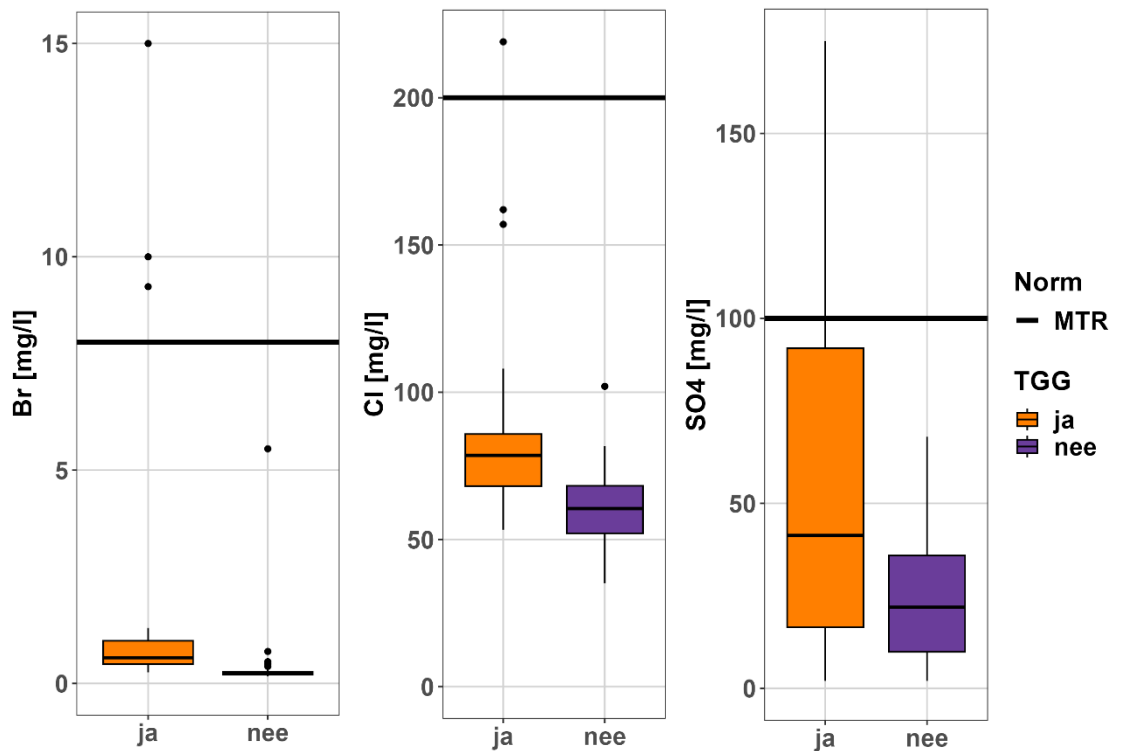 Br [mg/l]
15
10
5
0
ja
nee
Cl [mg/l]
200
150
100
50
0
ja
nee
SO4 [mg/l]
150
100
50
0
ja
nee
Norm
MTR
TGG
ja
nee